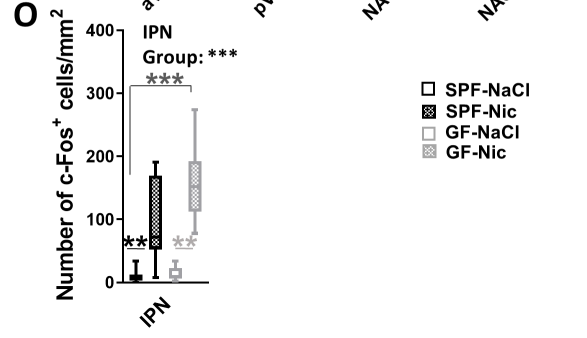 O
IPN
Group: ***
***
Number of c-Fos⁺ cells/mm²
400
300
200
100
0
**
**
IPN
SPF-NaCl
SPF-Nic
GF-NaCl
GF-Nic